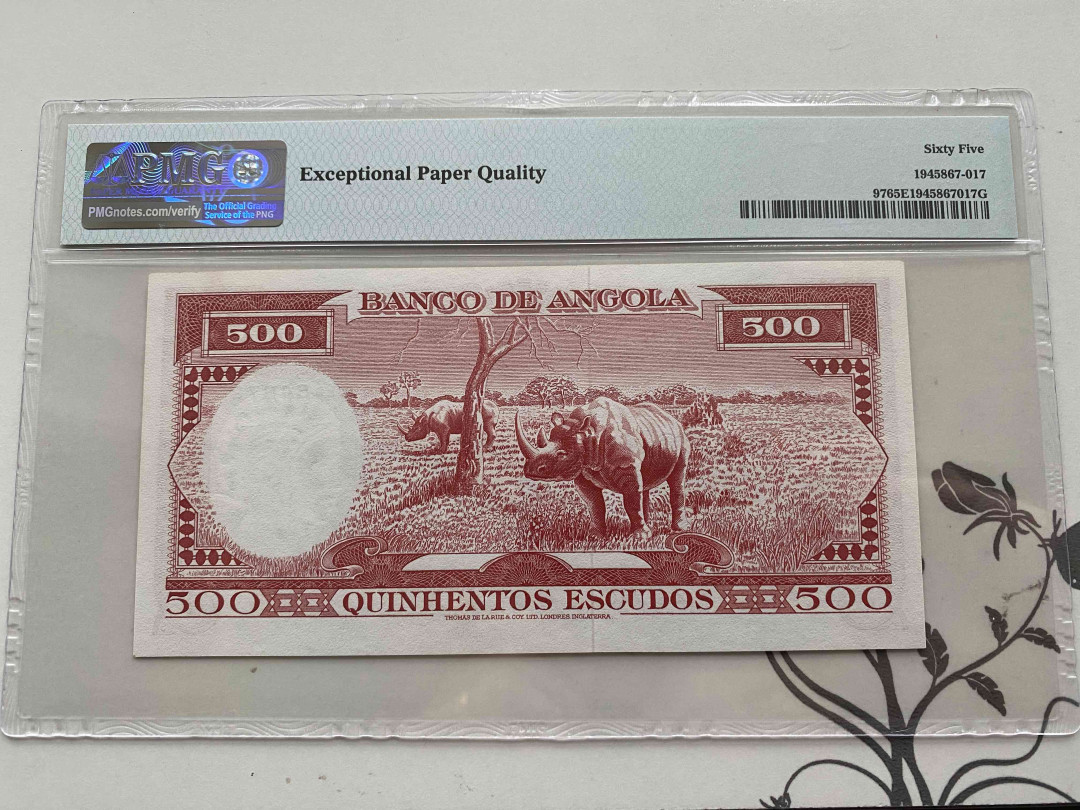 PMG
PMGnotes.com/verify
The Official Grading
Service of the PNG
Exceptional Paper Quality
Sixty Five
1945867-017
9765E1945867017G
BANCO DE ANGOLA
500
500
500 QUINHENTOS ESCUDOS 500
THOMAS DE LA RUE & COY. LTD. LONDRES. INGLATERRA